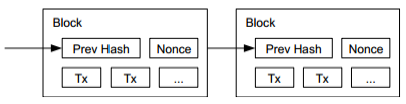 Block
Prev Hash Nonce
Tx Tx ...
Block
Prev Hash Nonce
Tx Tx ...